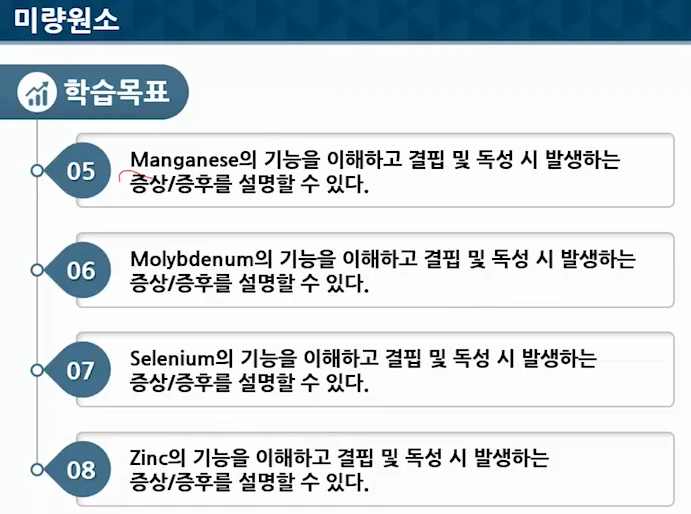 미량원소
학습목표
05
Manganese의 기능을 이해하고 결핍 및 독성 시 발생하는
증상/증후를 설명할 수 있다.
06
Molybdenum의 기능을 이해하고 결핍 및 독성 시 발생하는
증상/증후를 설명할 수 있다.
07
Selenium의 기능을 이해하고 결핍 및 독성 시 발생하는
증상/증후를 설명할 수 있다.
08
Zinc의 기능을 이해하고 결핍 및 독성 시 발생하는
증상/증후를 설명할 수 있다.